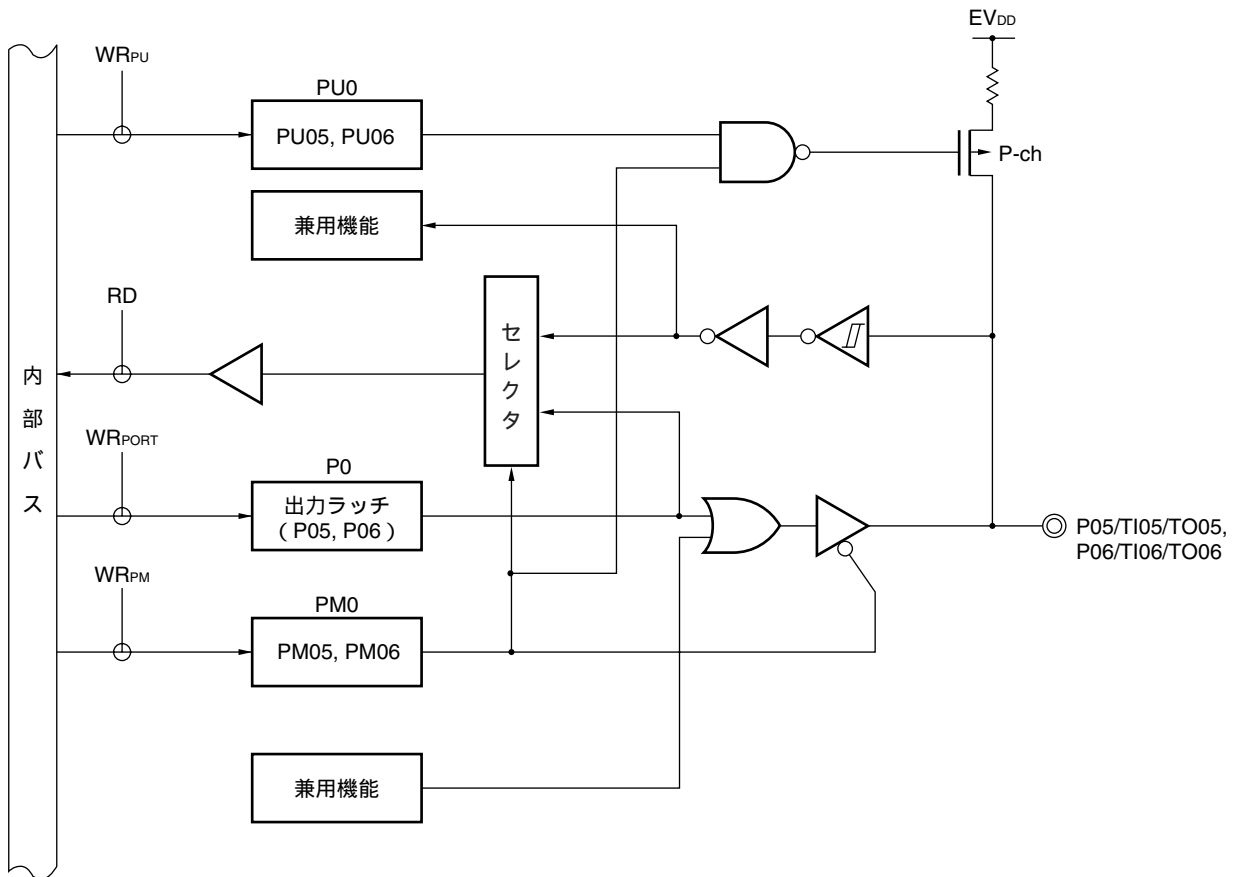 EVDD
WRPU
PU0
PU05, PU06
P-ch
兼用機能
RD
セレクタ
内部バス
WRPORT
P0
出力ラッチ
（P05, P06）
P05/TI05/TO05,
P06/TI06/TO06
WRPM
PM0
PM05, PM06
兼用機能